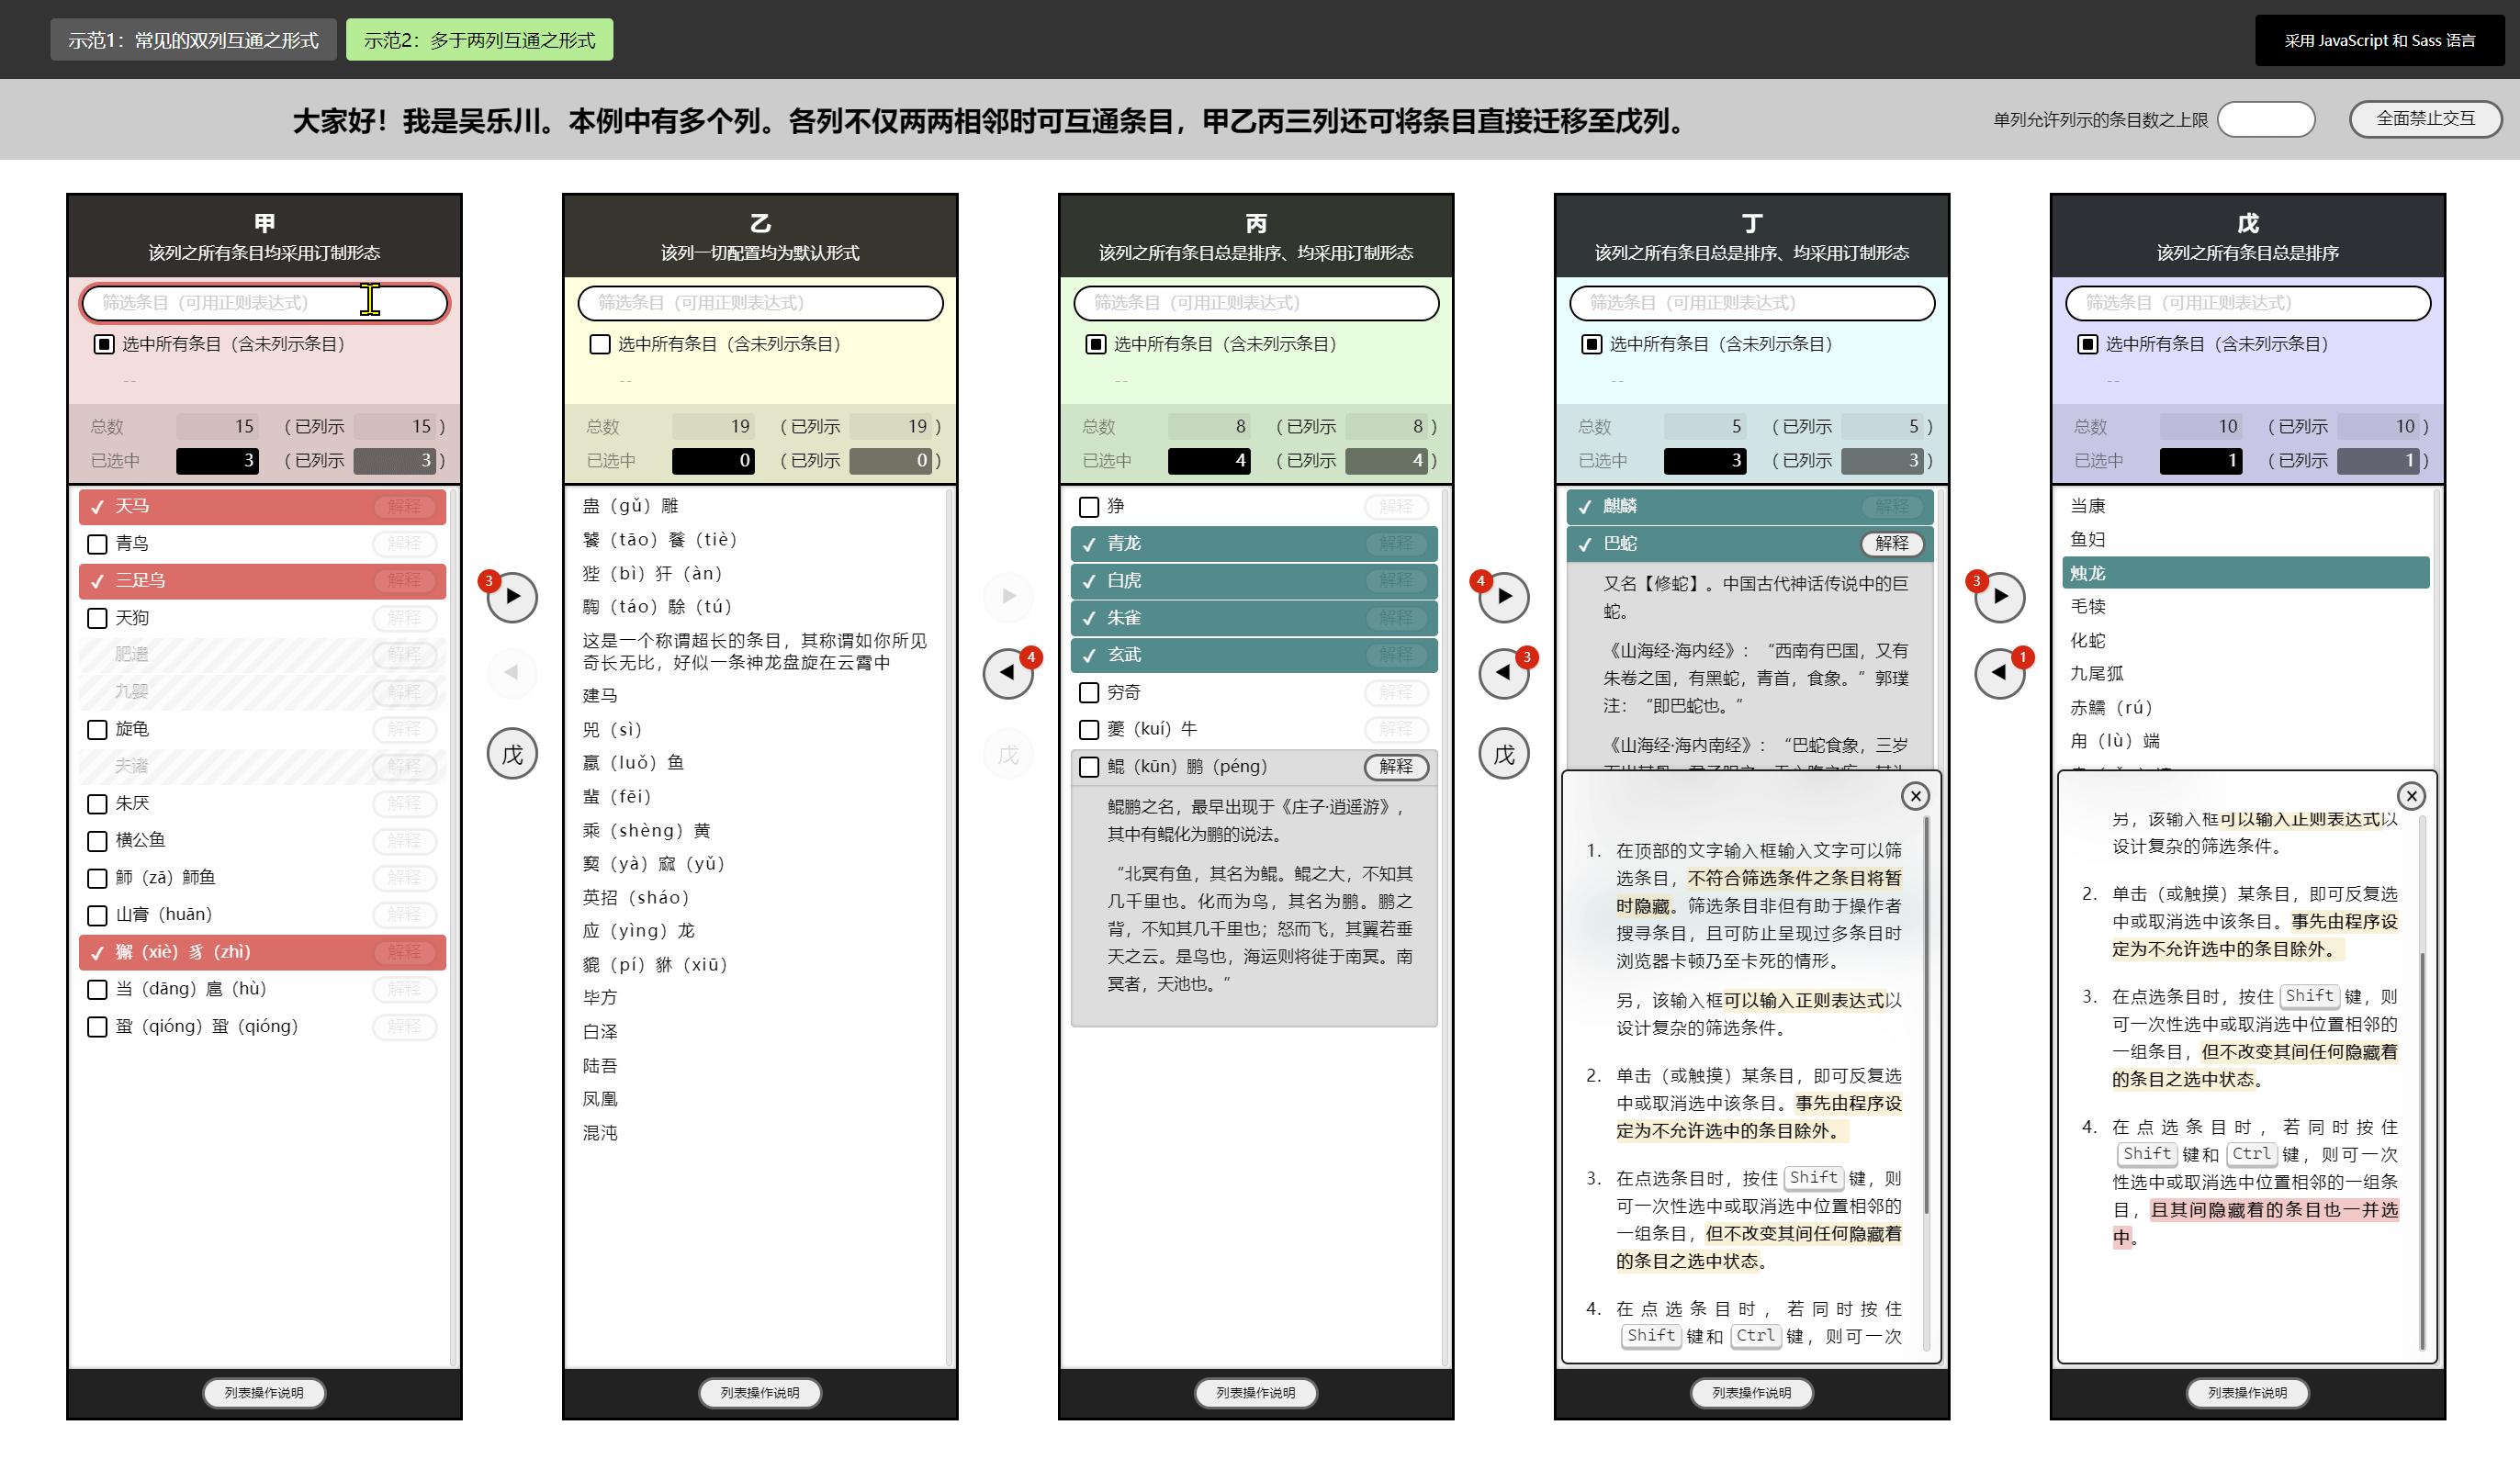 示范1：常见的双列互通之形式
示范2：多于两列互通之形式
采用 JavaScript 和 Sass 语言
大家好！我是吴乐川。本例中有多个列。各列不仅两两相邻时可互通条目，甲乙丙三列还可将条目直接迁移至戊列。
单列允许列示的条目数之上限
全面禁止交互
甲
该列之所有条目均采用订制形态
筛选条目（可用正则表达式）
选中所有条目（含未列示条目）
--
总数 15 （已列示 15 ）
已选中 3 （已列示 3 ）
✓ 天马 解释
青鸟 解释
✓ 三足乌 解释
天狗 解释
肥遗 解释
九婴 解释
旋龟 解释
夫诸 解释
朱厌 解释
横公鱼 解释
鰤（zā）鰤鱼 解释
山膏（huān） 解释
✓ 獬（xiè）豸（zhì） 解释
当（dāng）扈（hù） 解释
蛩（qióng）蛩（qióng） 解释
列表操作说明
3
戊
乙
该列一切配置均为默认形式
筛选条目（可用正则表达式）
选中所有条目（含未列示条目）
--
总数 19 （已列示 19 ）
已选中 0 （已列示 0 ）
蛊（gǔ）雕
饕（tāo）餮（tiè）
狴（bì）犴（àn）
騊（táo）駼（tú）
这是一个称谓超长的条目，其称谓如你所见
奇长无比，好似一条神龙盘旋在云霄中
建马
兕（sì）
蠃（luǒ）鱼
蜚（fēi）
乘（shèng）黄
窫（yà）窳（yǔ）
英招（sháo）
应（yìng）龙
貔（pí）貅（xiū）
毕方
白泽
陆吾
凤凰
混沌
列表操作说明
4
戊
丙
该列之所有条目总是排序、均采用订制形态
筛选条目（可用正则表达式）
选中所有条目（含未列示条目）
--
总数 8 （已列示 8 ）
已选中 4 （已列示 4 ）
狰 解释
✓ 青龙 解释
✓ 白虎 解释
✓ 朱雀 解释
✓ 玄武 解释
穷奇 解释
夔（kuí）牛 解释
鲲（kūn）鹏（péng） 解释
鲲鹏之名，最早出现于《庄子·逍遥游》，
其中有鲲化为鹏的说法。
“北冥有鱼，其名为鲲。鲲之大，不知其
几千里也。化而为鸟，其名为鹏。鹏之
背，不知其几千里也；怒而飞，其翼若垂
天之云。是鸟也，海运则将徙于南冥。南
冥者，天池也。”
列表操作说明
4
3
戊
丁
该列之所有条目总是排序、均采用订制形态
筛选条目（可用正则表达式）
选中所有条目（含未列示条目）
--
总数 5 （已列示 5 ）
已选中 3 （已列示 3 ）
✓ 麒麟 解释
✓ 巴蛇 解释
又名【修蛇】。中国古代神话传说中的巨
蛇。
《山海经·海内经》：“西南有巴国，又有
朱卷之国，有黑蛇，青首，食象。”郭璞
注：“即巴蛇也。”
《山海经·海内南经》：“巴蛇食象，三岁
1. 在顶部的文字输入框输入文字可以筛
选条目，不符合筛选条件之条目将暂
时隐藏。筛选条目非但有助于操作者
搜寻条目，且可防止呈现过多条目时
浏览器卡顿乃至卡死的情形。
另，该输入框可以输入正则表达式以
设计复杂的筛选条件。
2. 单击（或触摸）某条目，即可反复选
中或取消选中该条目。事先由程序设
定为不允许选中的条目除外。
3. 在点选条目时，按住 Shift 键，则
可一次性选中或取消选中位置相邻的
一组条目，但不改变其间任何隐藏着
的条目之选中状态。
4. 在点选条目时，若同时按住
Shift 键和 Ctrl 键，则可一次
列表操作说明
3
1
戊
该列之所有条目总是排序
筛选条目（可用正则表达式）
选中所有条目（含未列示条目）
--
总数 10 （已列示 10 ）
已选中 1 （已列示 1 ）
当康
鱼妇
烛龙
毛犊
化蛇
九尾狐
赤鱬（rú）
甪（lù）端
另，该输入框可以输入正则表达式以
设计复杂的筛选条件。
2. 单击（或触摸）某条目，即可反复选
中或取消选中该条目。事先由程序设
定为不允许选中的条目除外。
3. 在点选条目时，按住 Shift 键，则
可一次性选中或取消选中位置相邻的
一组条目，但不改变其间任何隐藏着
的条目之选中状态。
4. 在点选条目时，若同时按住
Shift 键和 Ctrl 键，则可一次
性选中或取消选中位置相邻的一组条
目，且其间隐藏着的条目也一并选
中。
列表操作说明